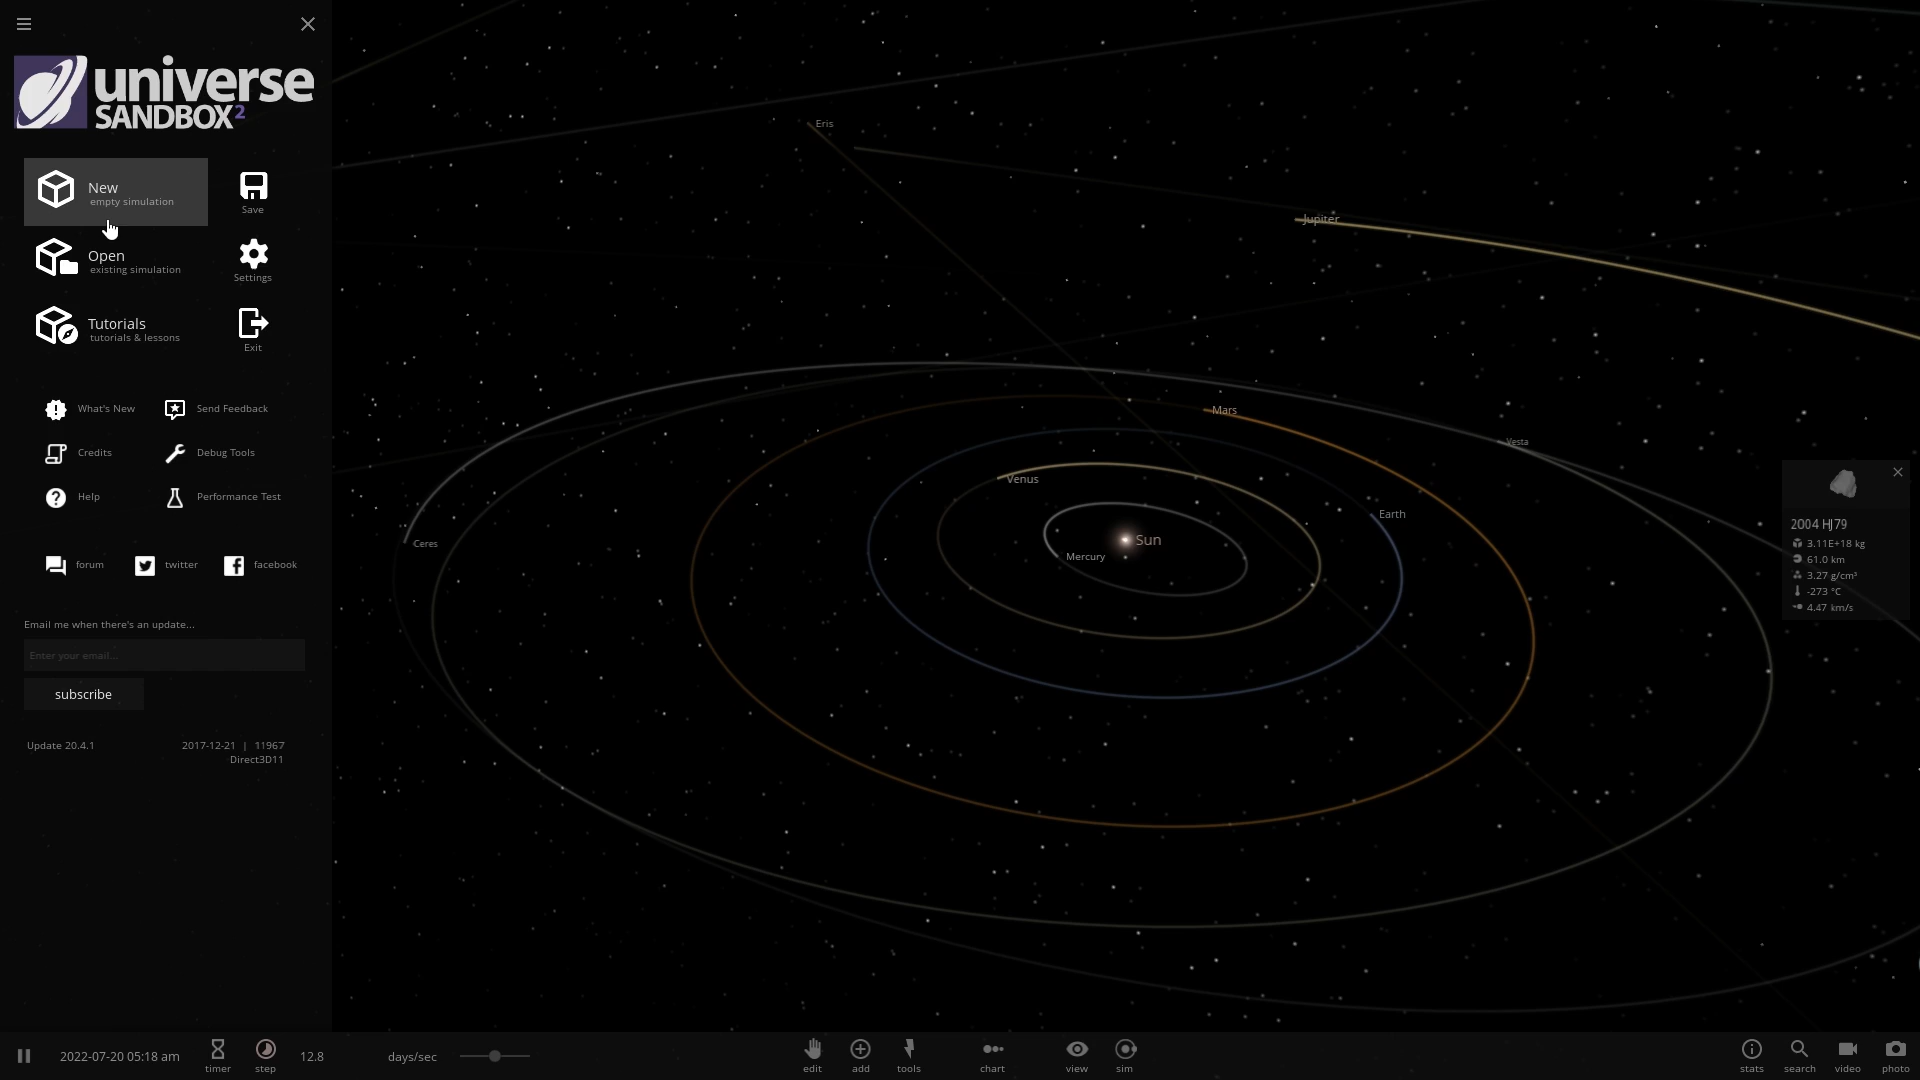 universe
SANDBOX2
New
empty simulation
Save
Open
existing simulation
Settings
Tutorials
tutorials & lessons
Exit
What's New
Send Feedback
Credits
Debug Tools
Help
Performance Test
forum
twitter
facebook
Email me when there's an update...
Enter your email...
subscribe
Update 20.4.1
2017-12-21 | 11967
Direct3D11
Eris
Jupiter
Mars
Vesta
Venus
Earth
Sun
Mercury
Ceres
2004 HJ79
3.11E+18 kg
61.0 km
3.27 g/cm³
-273 °C
4.47 km/s
2022-07-20 05:18 am
timer
step
12.8
days/sec
edit
add
tools
chart
view
sim
stats
search
video
photo